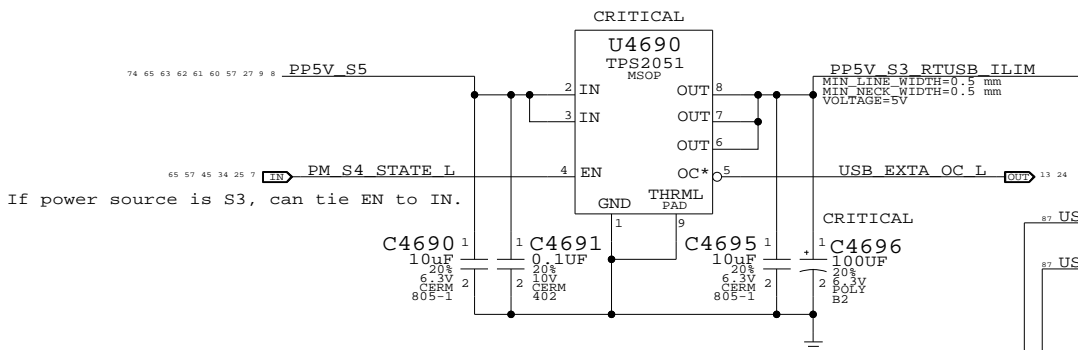 CRITICAL
U4690
TPS2051
MSOP
74 65 63 62 61 60 57 27 9 8 PP5V_S5
PP5V_S3_RTUSB_ILIM
MIN_LINE_WIDTH=0.5 mm
MIN_NECK_WIDTH=0.5 mm
VOLTAGE=5V
2 IN
OUT 8
3 IN
OUT 7
OUT 6
65 57 45 34 25 7 IN PM_S4_STATE_L
4 EN
OC* 5
USB_EXTA_OC_L OUT 13 24
If power source is S3, can tie EN to IN.
GND
THRML
PAD
1
9
CRITICAL
C4690 1
10uF
20%
6.3V 2
CERM
805-1
1 C4691
0.1UF
20%
2 10V
CERM
402
C4695 1
10uF
20%
6.3V 2
CERM
805-1
+ 1 C4696
100UF
20%
2 6.3V
POLY
B2
87 US
87 US